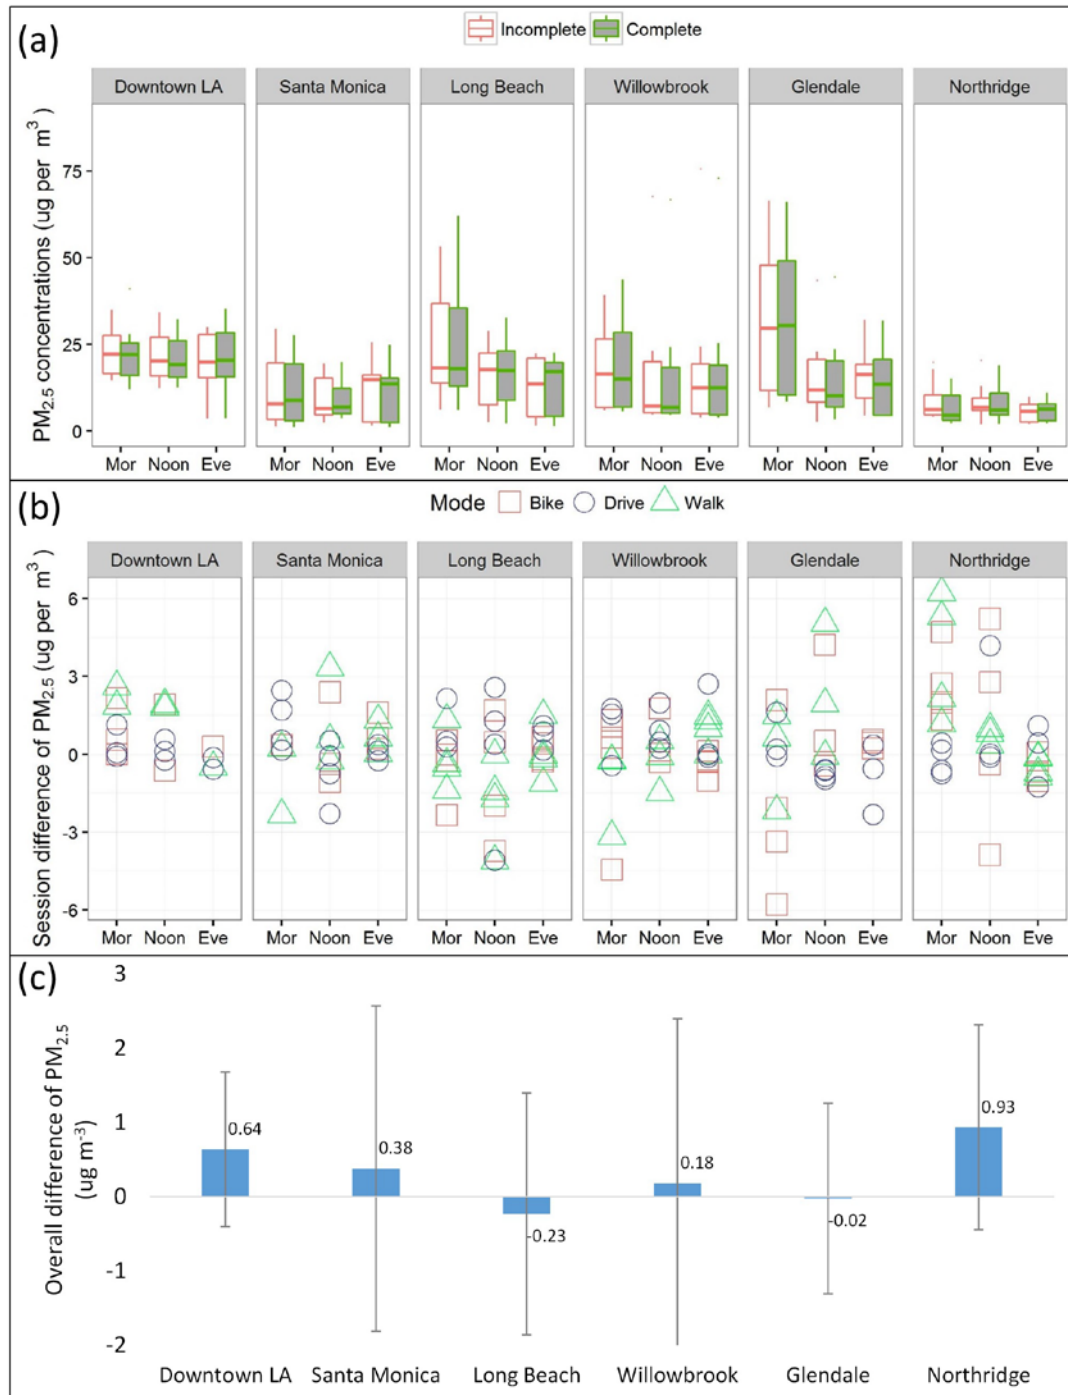 (a)
Incomplete Complete
Downtown LA Santa Monica Long Beach Willowbrook Glendale Northridge
PM2.5 concentrations (ug per m3)
75
50
25
0
Mor Noon Eve Mor Noon Eve Mor Noon Eve Mor Noon Eve Mor Noon Eve Mor Noon Eve
(b)
Mode Bike Drive Walk
Downtown LA Santa Monica Long Beach Willowbrook Glendale Northridge
Session difference of PM2.5 (ug per m3)
6
3
0
-3
-6
Mor Noon Eve Mor Noon Eve Mor Noon Eve Mor Noon Eve Mor Noon Eve Mor Noon Eve
(c)
Overall difference of PM2.5
(ug m-3)
3
2
1
0
-1
-2
0.64 0.38 -0.23 0.18 -0.02 0.93
Downtown LA Santa Monica Long Beach Willowbrook Glendale Northridge